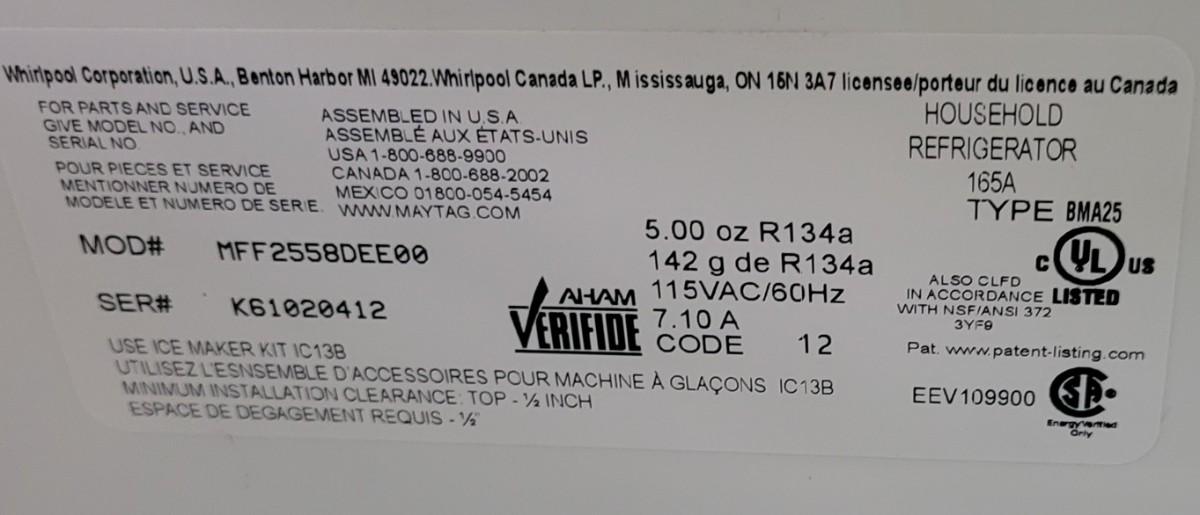 Whirlpool Corporation, U.S.A., Benton Harbor MI 49022.Whirlpool Canada LP., M ississauga, ON 15N 3A7 licensee/porteur du licence au Canada
FOR PARTS AND SERVICE
GIVE MODEL NO., AND
SERIAL NO.
POUR PIECES ET SERVICE
MENTIONNER NUMERO DE
MODELE ET NUMERO DE SERIE.
ASSEMBLED IN U.S.A.
ASSEMBLÉ AUX ÉTATS-UNIS
USA 1-800-688-9900
CANADA 1-800-688-2002
MEXICO 01800-054-5454
WWW.MAYTAG.COM
HOUSEHOLD
REFRIGERATOR
165A
TYPE BMA25
MOD# MFF2558DEE00
SER# K61020412
5.00 oz R134a
142 g de R134a
115VAC/60Hz
7.10 A
CODE 12
AHAM
VERIFIDE
C UL US
LISTED
ALSO CLFD
IN ACCORDANCE
WITH NSF/ANSI 372
3YF9
Pat. www.patent-listing.com
EEV109900
SA
Energy Verified
Only
USE ICE MAKER KIT IC13B
UTILISEZ L'ESNSEMBLE D'ACCESSOIRES POUR MACHINE À GLAÇONS IC13B
MINIMUM INSTALLATION CLEARANCE: TOP - ½ INCH
ESPACE DE DEGAGEMENT REQUIS - ½"